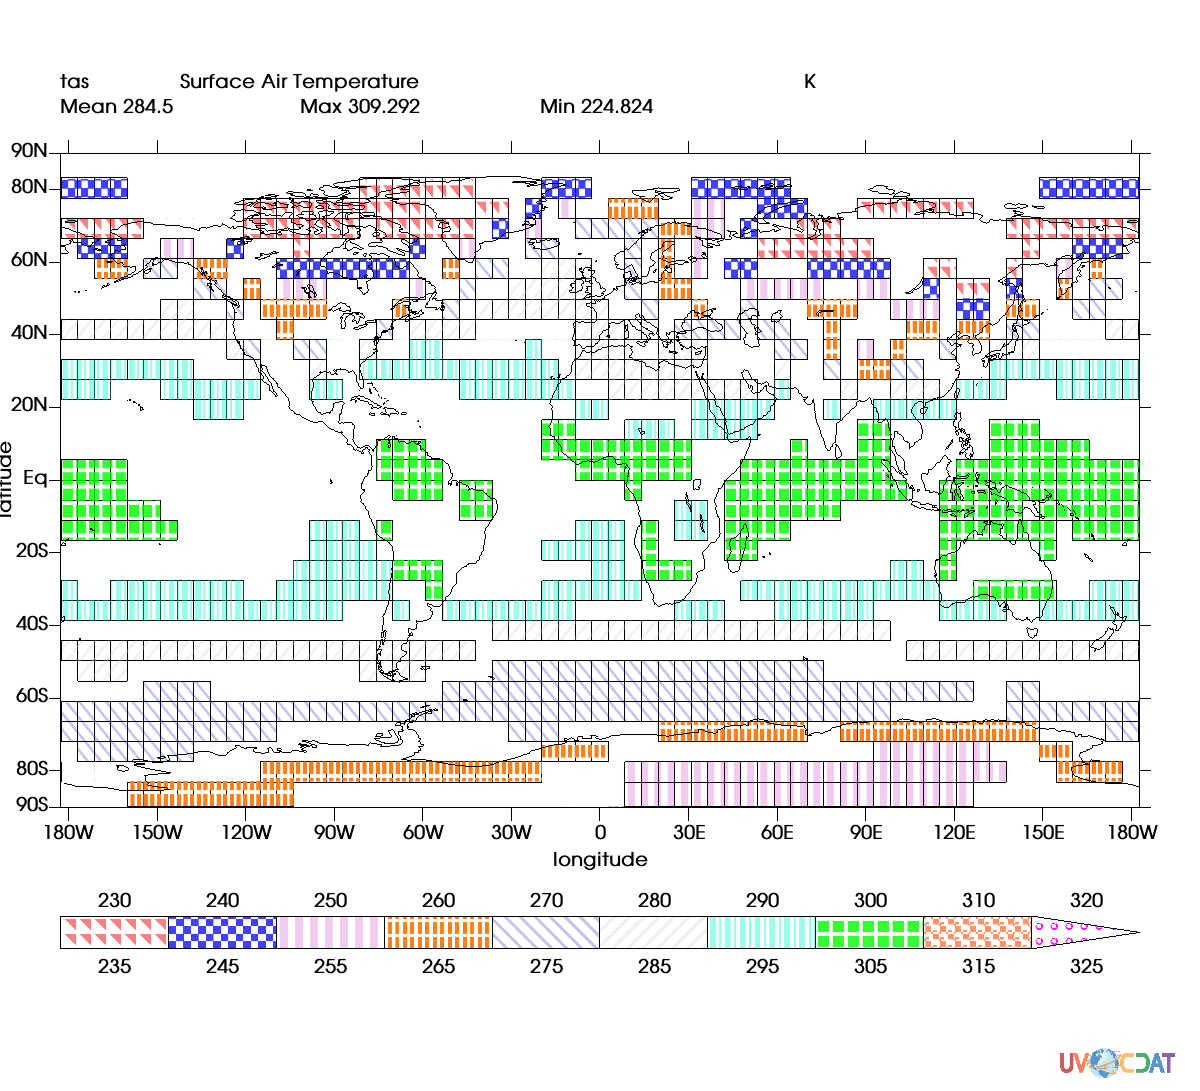 tas Surface Air Temperature K
Mean 284.5 Max 309.292 Min 224.824
90N
80N
60N
40N
20N
Eq
20S
40S
60S
80S
90S
latitude
180W 150W 120W 90W 60W 30W 0 30E 60E 90E 120E 150E 180W
longitude
230 240 250 260 270 280 290 300 310 320
235 245 255 265 275 285 295 305 315 325
UV CDAT